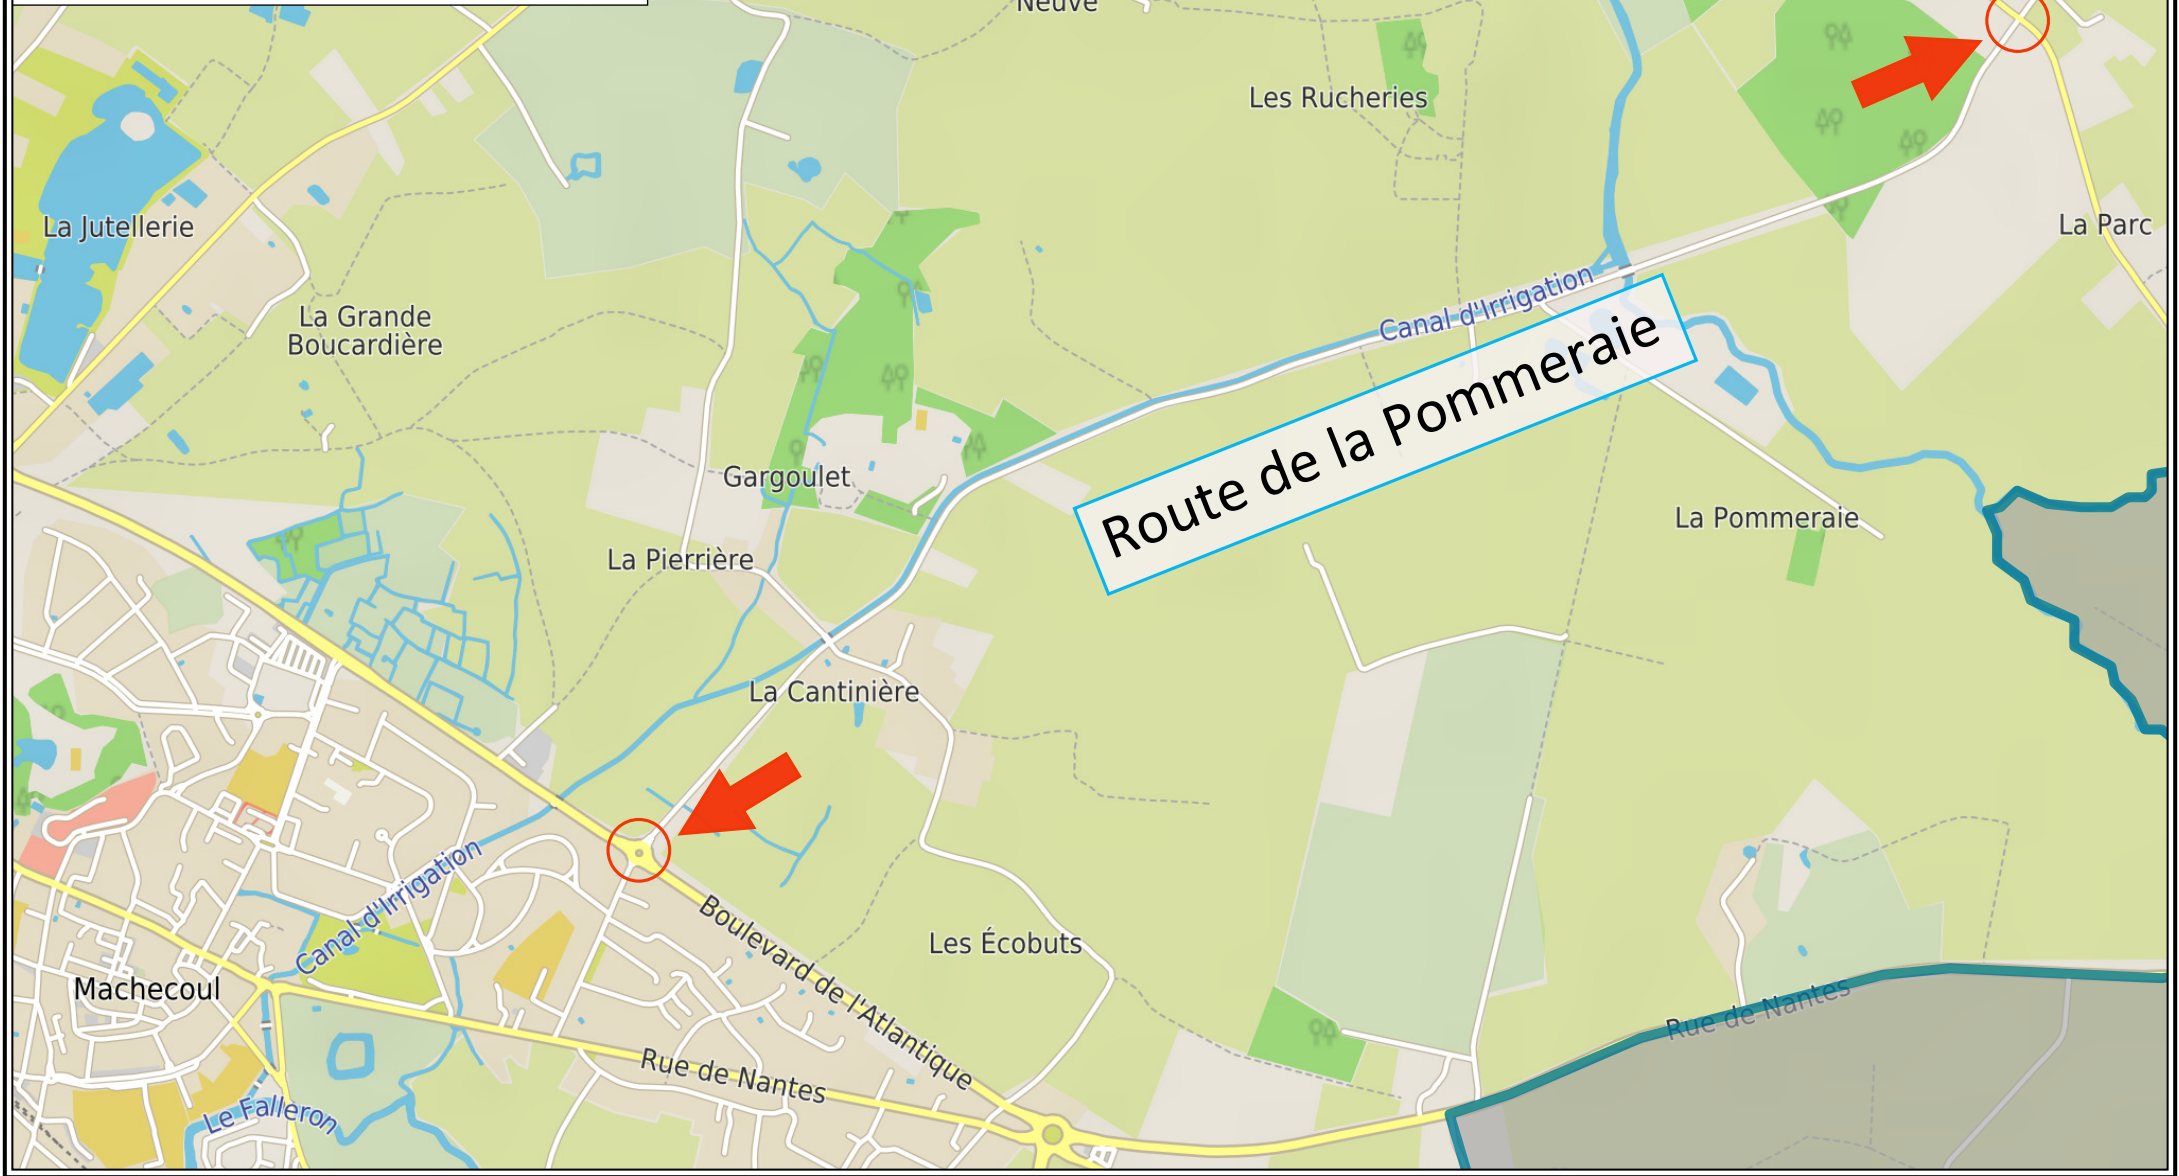 Neuve
Les Rucheries
La Jutellerie
La Parc
La Grande
Boucardière
Canal d'Irrigation
Route de la Pommeraie
Gargoulet
La Pommeraie
La Pierrière
La Cantinière
Canal d'Irrigation
Boulevard de l'Atlantique
Les Écobuts
Machecoul
Rue de Nantes
Rue de Nantes
Le Falleron